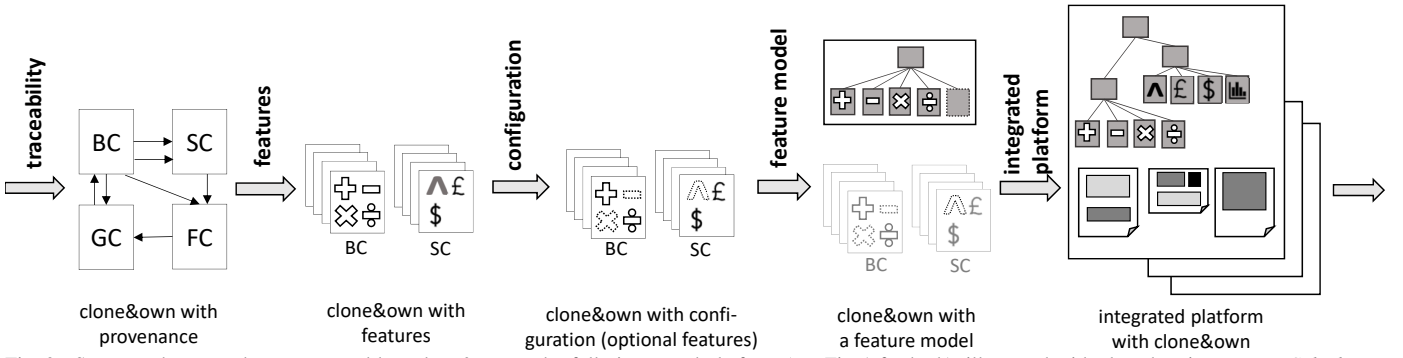 traceability
BC
SC
GC
FC
clone&own with
provenance
features
BC
SC
£
$
clone&own with
features
configuration
BC
SC
£
$
clone&own with confi-
guration (optional features)
feature model
BC
SC
£
$
clone&own with
a feature model
integrated
platform
£
$
integrated platform
with clone&own